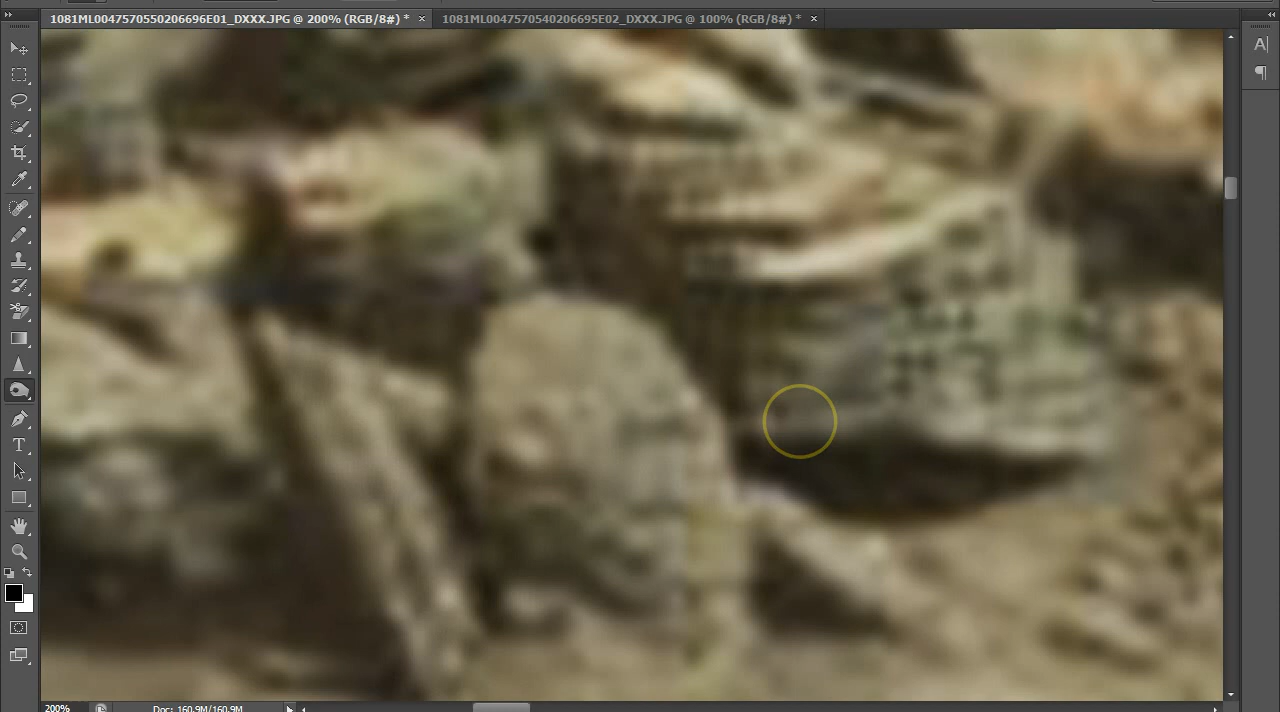 1081ML0047570550206696E01_DXXX.JPG @ 200% (RGB/8#) * × 1081ML0047570540206695E02_DXXX.JPG @ 100% (RGB/8#) * ×
A
¶
T
200% Doc: 160.9M/160.9M